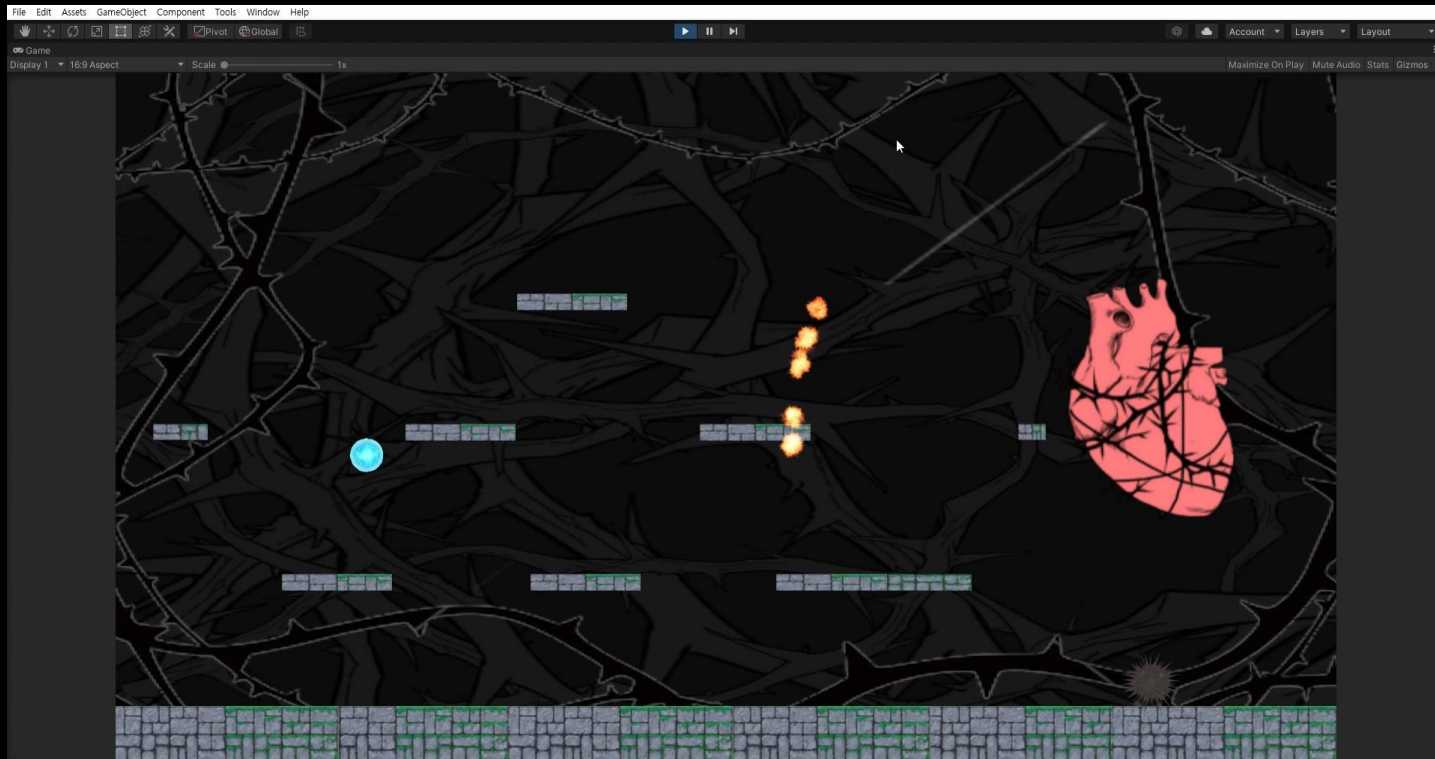 File Edit Assets GameObject Component Tools Window Help
Pivot Global Account Layers Layout
Game
Display 1 16:9 Aspect Scale 1x Maximize On Play Mute Audio Stats Gizmos